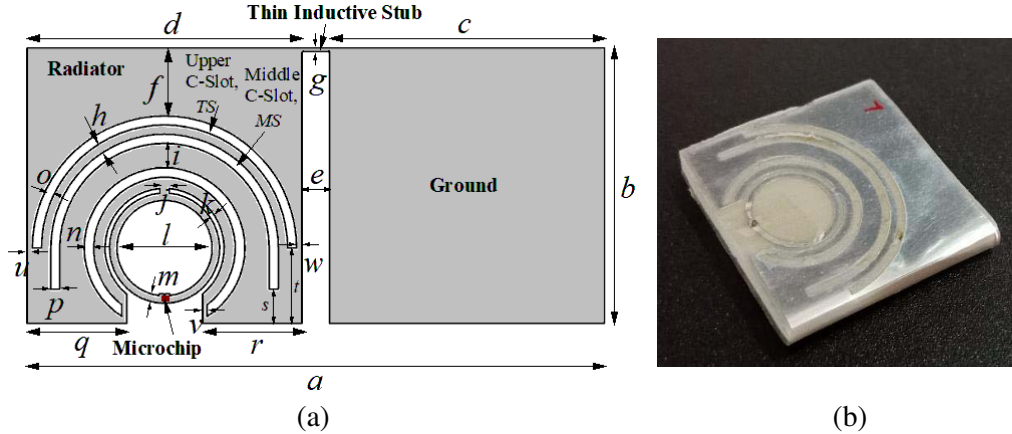 Thin Inductive Stub
d
c
Radiator
f
Upper
C-Slot,
TS
Middle
C-Slot,
MS
g
h
i
o
e
Ground
b
j
k
n
l
u
w
m
t
p
s
v
q
Microchip
r
a
(a)
(b)